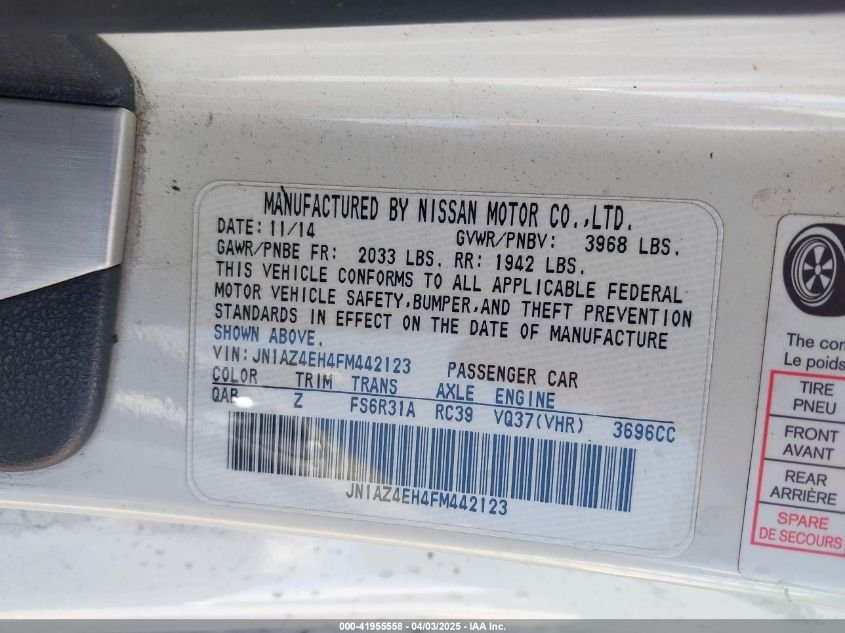 MANUFACTURED BY NISSAN MOTOR CO.,LTD.
DATE: 11/14 GVWR/PNBV: 3968 LBS.
GAWR/PNBE FR: 2033 LBS. RR: 1942 LBS.
THIS VEHICLE CONFORMS TO ALL APPLICABLE FEDERAL
MOTOR VEHICLE SAFETY,BUMPER,AND THEFT PREVENTION
STANDARDS IN EFFECT ON THE DATE OF MANUFACTURE
SHOWN ABOVE.
VIN: JN1AZ4EH4FM442123 PASSENGER CAR
COLOR TRIM TRANS AXLE ENGINE
QAB Z FS6R31A RC39 VQ37(VHR) 3696CC
JN1AZ4EH4FM442123
The
Le poids
TIRE
PNEU
FRONT
AVANT
REAR
ARRIÈRE
SPARE
DE SECOURS
000-41955558 - 04/03/2025 - IAA Inc.